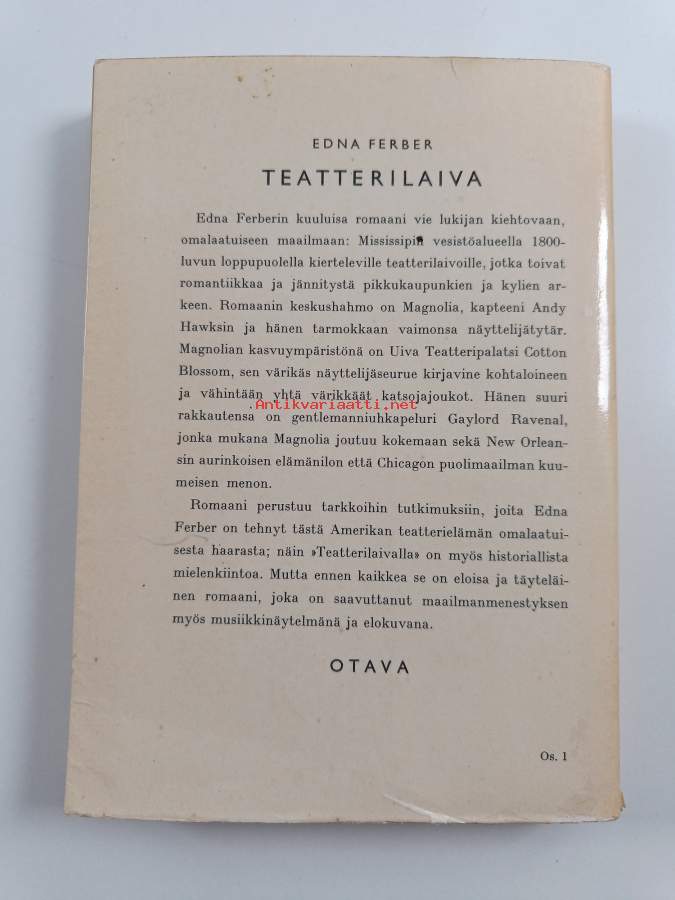 EDNA FERBER
TEATTERILAIVA
Edna Ferberin kuuluisa romaani vie lukijan kiehtovaan,
omalaatuiseen maailmaan: Mississipin vesistöalueella 1800-
luvun loppupuolella kierteleville teatterilaivoille, jotka toivat
romantiikkaa ja jännitystä pikkukaupunkien ja kylien ar-
keen. Romaanin keskushahmo on Magnolia, kapteeni Andy
Hawksin ja hänen tarmokkaan vaimonsa näyttelijätytär.
Magnolian kasvuympäristönä on Uiva Teatteripalatsi Cotton
Blossom, sen värikäs näyttelijäseurue kirjavine kohtaloineen
ja vähintään yhtä värikkäät katsojajoukot. Hänen suuri
Antikvariaatti.net
rakkautensa on gentlemanniuhkapeluri Gaylord Ravenal,
jonka mukana Magnolia joutuu kokemaan sekä New Orlean-
sin aurinkoisen elämänilon että Chicagon puolimaailman kuu-
meisen menon.
Romaani perustuu tarkkoihin tutkimuksiin, joita Edna
Ferber on tehnyt tästä Amerikan teatterielämän omalaatui-
sesta haarasta; näin »Teatterilaivalla» on myös historiallista
mielenkiintoa. Mutta ennen kaikkea se on eloisa ja täyteläi-
nen romaani, joka on saavuttanut maailmanmenestyksen
myös musiikkinäytelmänä ja elokuvana.
OTAVA
Os. 1